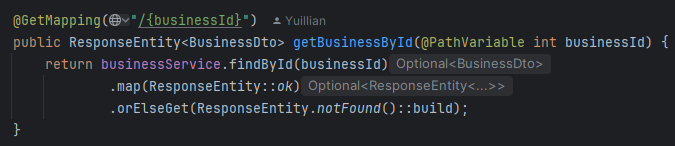 @GetMapping("/{businessId}") Yuillian
public ResponseEntity<BusinessDto> getBusinessById(@PathVariable int businessId) {
    return businessService.findById(businessId) Optional<BusinessDto>
            .map(ResponseEntity::ok) Optional<ResponseEntity<...>>
            .orElseGet(ResponseEntity.notFound()::build);
}